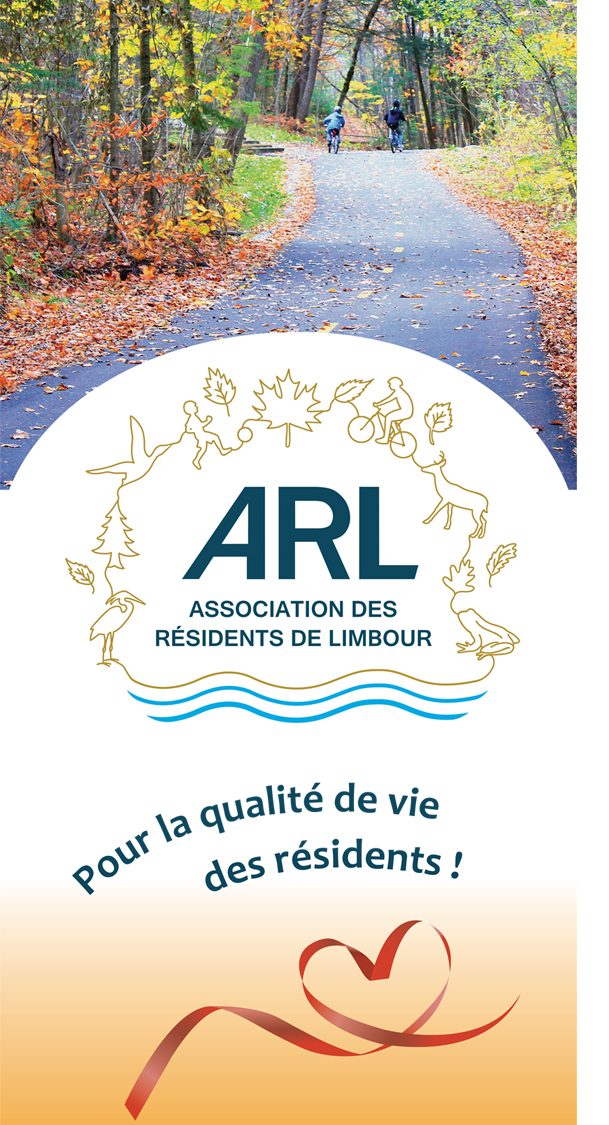 ARL
ASSOCIATION DES
RÉSIDENTS DE LIMBOUR
Pour la qualité de vie
des résidents !